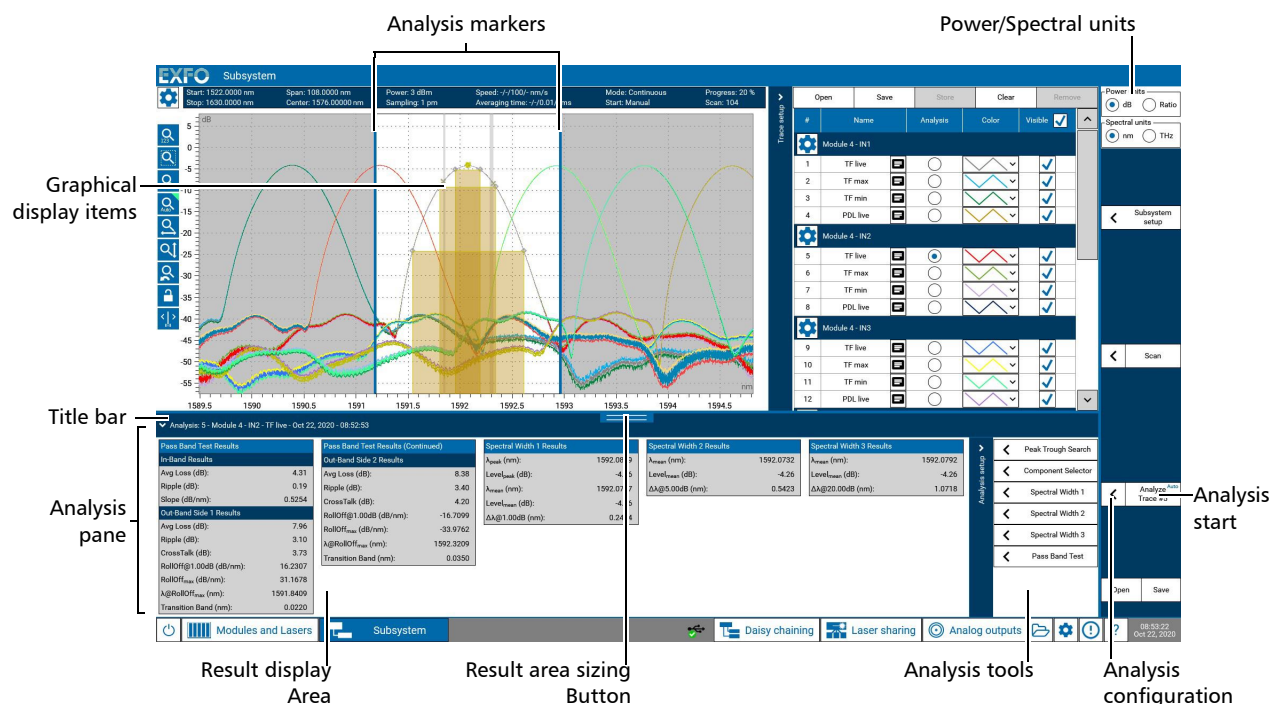 Analysis markers
Power/Spectral units
EXFO Subsystem
Start: 1522.0000 nm Span: 108.0000 nm Power: 3 dBm Speed: -/-/100/- nm/s Mode: Continuous Progress: 20 %
Stop: 1630.0000 nm Center: 1576.00000 nm Sampling: 1 pm Averaging time: -/-/0.01/ ms Start: Manual Scan: 104
Trace setup
Open Save Store Clear Remove
# Name Analysis Color Visible
Module 4 - IN1
1 TF live
2 TF max
3 TF min
4 PDL live
Module 4 - IN2
5 TF live
6 TF max
7 TF min
8 PDL live
Module 4 - IN3
9 TF live
10 TF max
11 TF min
12 PDL live
Power units
dB Ratio
Spectral units
nm THz
Subsystem
setup
Scan
Analyze Auto
Trace #5
Open Save
Graphical
display items
dB
5
0
-10
-15
-20
-25
-30
-35
-40
-45
-50
-55
nm
1589.5 1590 1590.5 1591 1591.5 1592 1592.5 1593 1593.5 1594 1594.5
Title bar
Analysis: 5 - Module 4 - IN2 - TF live - Oct 22, 2020 - 08:52:53
Analysis
pane
Pass Band Test Results
In-Band Results
Avg Loss (dB): 4.31
Ripple (dB): 0.19
Slope (dB/nm): 0.5254
Out-Band Side 1 Results
Avg Loss (dB): 7.96
Ripple (dB): 3.10
CrossTalk (dB): 3.73
RollOff@1.00dB (dB/nm): 16.2307
RollOffmax (dB/nm): 31.1678
λ@RollOffmax (nm): 1591.8409
Transition Band (nm): 0.0220
Pass Band Test Results (Continued)
Out-Band Side 2 Results
Avg Loss (dB): 8.38
Ripple (dB): 3.40
CrossTalk (dB): 4.20
RollOff@1.00dB (dB/nm): -16.7099
RollOffmax (dB/nm): -33.9762
λ@RollOffmax (nm): 1592.3209
Transition Band (nm): 0.0350
Spectral Width 1 Results
λpeak (nm):
Levelpeak (dB):
λmean (nm):
Levelmean (dB):
Δλ@1.00dB (nm):
Spectral Width 2 Results
λmean (nm): 1592.0732
Levelmean (dB): -4.26
Δλ@5.00dB (nm): 0.5423
Spectral Width 3 Results
λmean (nm): 1592.0792
Levelmean (dB): -4.26
Δλ@20.00dB (nm): 1.0718
Analysis setup
Peak Trough Search
Component Selector
Spectral Width 1
Spectral Width 2
Spectral Width 3
Pass Band Test
Analysis
start
Modules and Lasers Subsystem Daisy chaining Laser sharing Analog outputs ? 08:53:22
Oct 22, 2020
Result display
Area
Result area sizing
Button
Analysis tools
Analysis
configuration